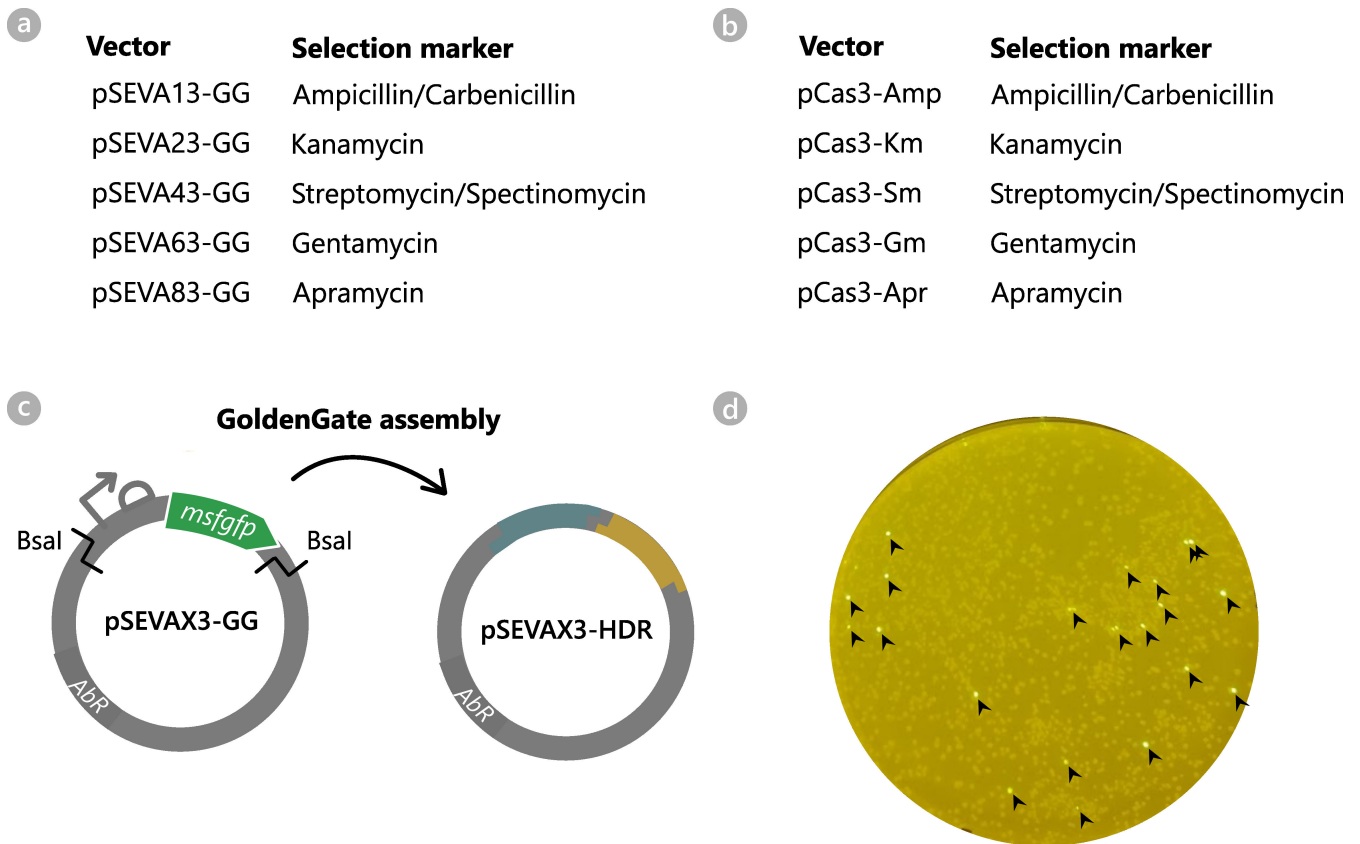 a
Vector Selection marker
pSEVA13-GG Ampicillin/Carbenicillin
pSEVA23-GG Kanamycin
pSEVA43-GG Streptomycin/Spectinomycin
pSEVA63-GG Gentamycin
pSEVA83-GG Apramycin
b
Vector Selection marker
pCas3-Amp Ampicillin/Carbenicillin
pCas3-Km Kanamycin
pCas3-Sm Streptomycin/Spectinomycin
pCas3-Gm Gentamycin
pCas3-Apr Apramycin
c
GoldenGate assembly
msfgfp
BsaI
BsaI
pSEVAX3-GG
AbR
pSEVAX3-HDR
AbR
d